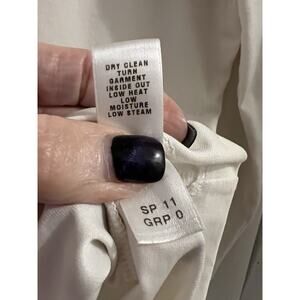 DRY CLEAN
TURN
GARMENT
INSIDE OUT
LOW HEAT
LOW
MOISTURE
LOW STEAM
SP 11
GRP 0